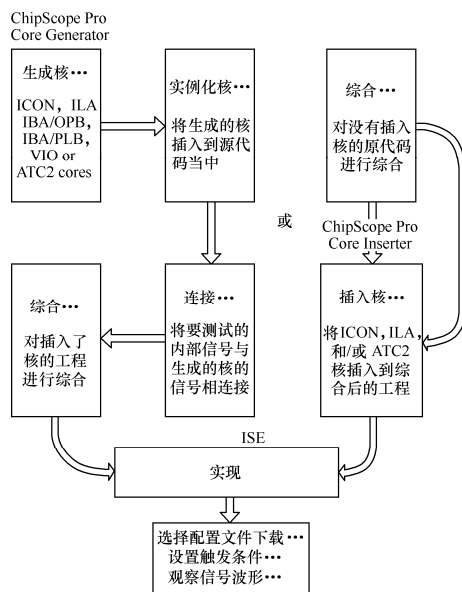 ChipScope Pro
Core Generator
生成核…
ICON，ILA
IBA/OPB,
IBA/PLB,
VIO or
ATC2 cores
实例化核…
将生成的核
插入到源代
码当中
综合…
对没有插入
核的原代码
进行综合
或
ChipScope Pro
Core Inserter
综合…
对插入了
核的工程
进行综合
连接…
将要测试的
内部信号与
生成的核的
信号相连接
插入核…
将ICON, ILA,
和/或 ATC2
核插入到综
合后的工程
ISE
实现
选择配置文件下载…
设置触发条件…
观察信号波形…